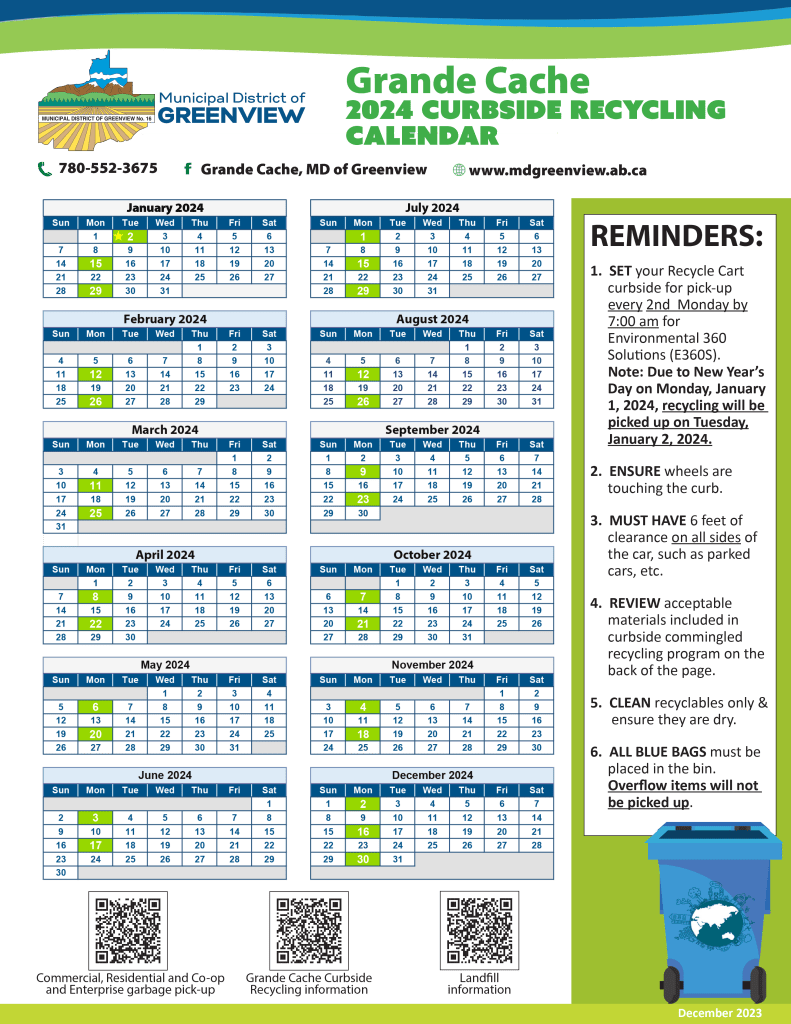 MUNICIPAL DISTRICT OF GREENVIEW No. 16
Municipal District of
GREENVIEW
Grande Cache
2024 CURBSIDE RECYCLING
CALENDAR
780-552-3675
f Grande Cache, MD of Greenview
www.mdgreenview.ab.ca
January 2024
Sun Mon Tue Wed Thu Fri Sat
1 2 3 4 5 6
7 8 9 10 11 12 13
14 15 16 17 18 19 20
21 22 23 24 25 26 27
28 29 30 31
February 2024
Sun Mon Tue Wed Thu Fri Sat
1 2 3
4 5 6 7 8 9 10
11 12 13 14 15 16 17
18 19 20 21 22 23 24
25 26 27 28 29
March 2024
Sun Mon Tue Wed Thu Fri Sat
1 2
3 4 5 6 7 8 9
10 11 12 13 14 15 16
17 18 19 20 21 22 23
24 25 26 27 28 29 30
31
April 2024
Sun Mon Tue Wed Thu Fri Sat
1 2 3 4 5 6
7 8 9 10 11 12 13
14 15 16 17 18 19 20
21 22 23 24 25 26 27
28 29 30
May 2024
Sun Mon Tue Wed Thu Fri Sat
1 2 3 4
5 6 7 8 9 10 11
12 13 14 15 16 17 18
19 20 21 22 23 24 25
26 27 28 29 30 31
June 2024
Sun Mon Tue Wed Thu Fri Sat
1
2 3 4 5 6 7 8
9 10 11 12 13 14 15
16 17 18 19 20 21 22
23 24 25 26 27 28 29
30
July 2024
Sun Mon Tue Wed Thu Fri Sat
1 2 3 4 5 6
7 8 9 10 11 12 13
14 15 16 17 18 19 20
21 22 23 24 25 26 27
28 29 30 31
August 2024
Sun Mon Tue Wed Thu Fri Sat
1 2 3
4 5 6 7 8 9 10
11 12 13 14 15 16 17
18 19 20 21 22 23 24
25 26 27 28 29 30 31
September 2024
Sun Mon Tue Wed Thu Fri Sat
1 2 3 4 5 6 7
8 9 10 11 12 13 14
15 16 17 18 19 20 21
22 23 24 25 26 27 28
29 30
October 2024
Sun Mon Tue Wed Thu Fri Sat
1 2 3 4 5
6 7 8 9 10 11 12
13 14 15 16 17 18 19
20 21 22 23 24 25 26
27 28 29 30 31
November 2024
Sun Mon Tue Wed Thu Fri Sat
1 2
3 4 5 6 7 8 9
10 11 12 13 14 15 16
17 18 19 20 21 22 23
24 25 26 27 28 29 30
December 2024
Sun Mon Tue Wed Thu Fri Sat
1 2 3 4 5 6 7
8 9 10 11 12 13 14
15 16 17 18 19 20 21
22 23 24 25 26 27 28
29 30 31
REMINDERS:
1. SET your Recycle Cart
curbside for pick-up
every 2nd Monday by
7:00 am for
Environmental 360
Solutions (E360S).
Note: Due to New Year's
Day on Monday, January
1, 2024, recycling will be
picked up on Tuesday,
January 2, 2024.
2. ENSURE wheels are
touching the curb.
3. MUST HAVE 6 feet of
clearance on all sides of
the car, such as parked
cars, etc.
4. REVIEW acceptable
materials included in
curbside commingled
recycling program on the
back of the page.
5. CLEAN recyclables only &
ensure they are dry.
6. ALL BLUE BAGS must be
placed in the bin.
Overflow items will not
be picked up.
Commercial, Residential and Co-op
and Enterprise garbage pick-up
Grande Cache Curbside
Recycling information
Landfill
information
December 2023